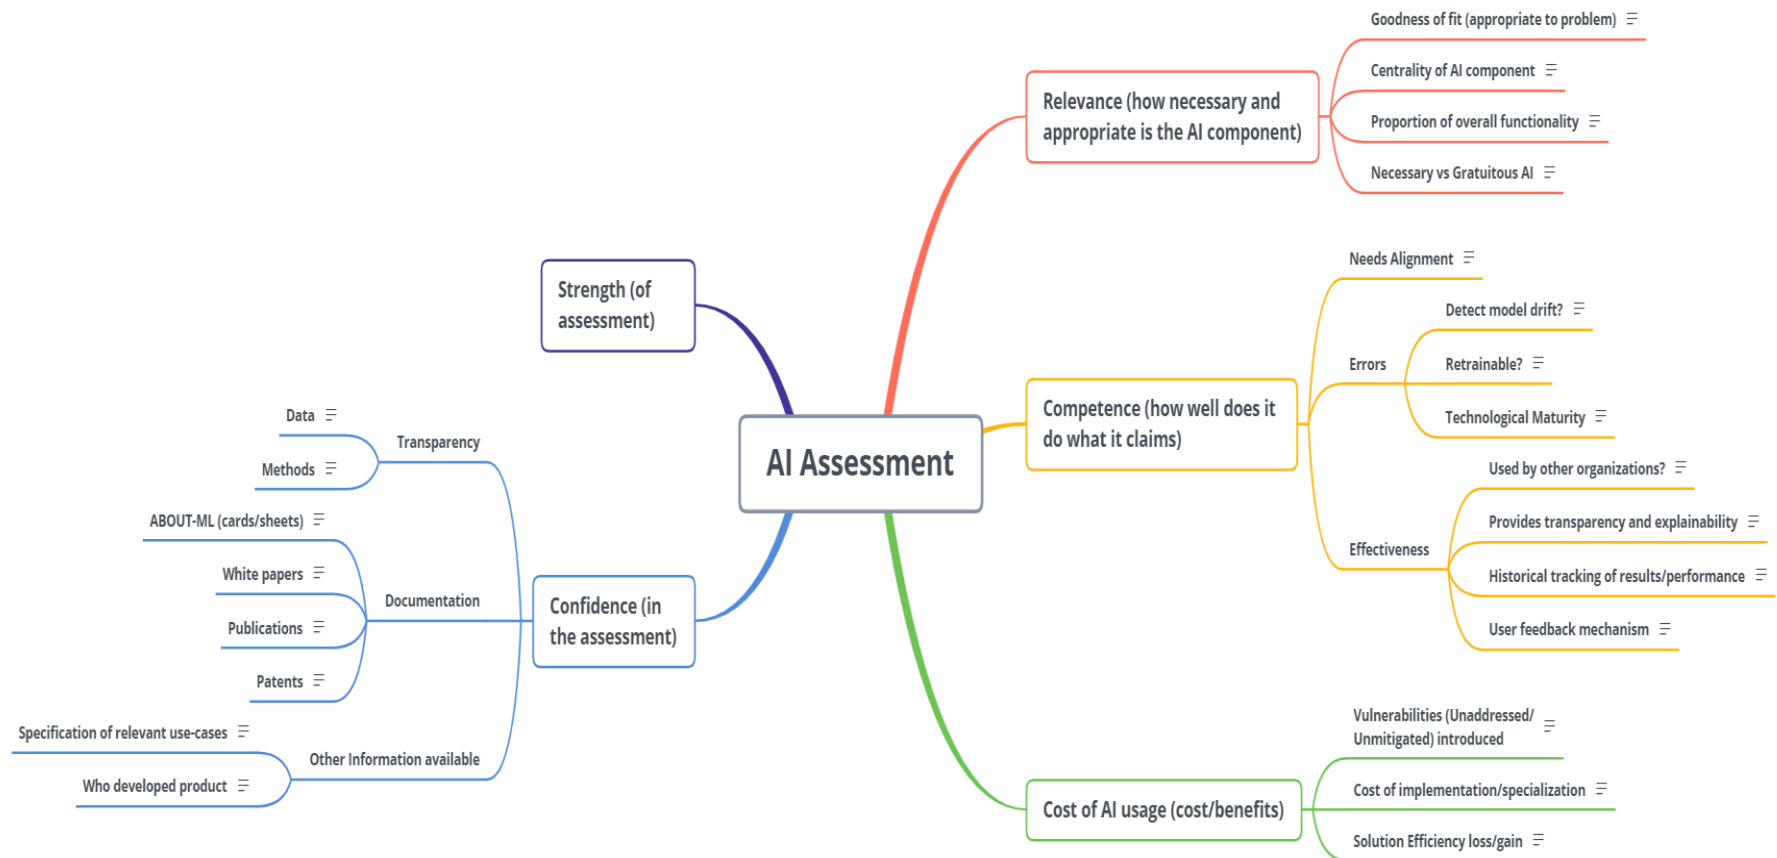 Goodness of fit (appropriate to problem)
Centrality of AI component
Relevance (how necessary and
appropriate is the AI component)
Proportion of overall functionality
Necessary vs Gratuitous AI
Needs Alignment
Strength (of
assessment)
Detect model drift?
Errors
Retrainable?
Technological Maturity
Competence (how well does it
do what it claims)
AI Assessment
Used by other organizations?
Provides transparency and explainability
Effectiveness
Historical tracking of results/performance
User feedback mechanism
Data
Transparency
Methods
ABOUT-ML (cards/sheets)
White papers
Documentation
Publications
Patents
Confidence (in
the assessment)
Specification of relevant use-cases
Other Information available
Who developed product
Vulnerabilities (Unaddressed/
Unmitigated) introduced
Cost of AI usage (cost/benefits)
Cost of implementation/specialization
Solution Efficiency loss/gain